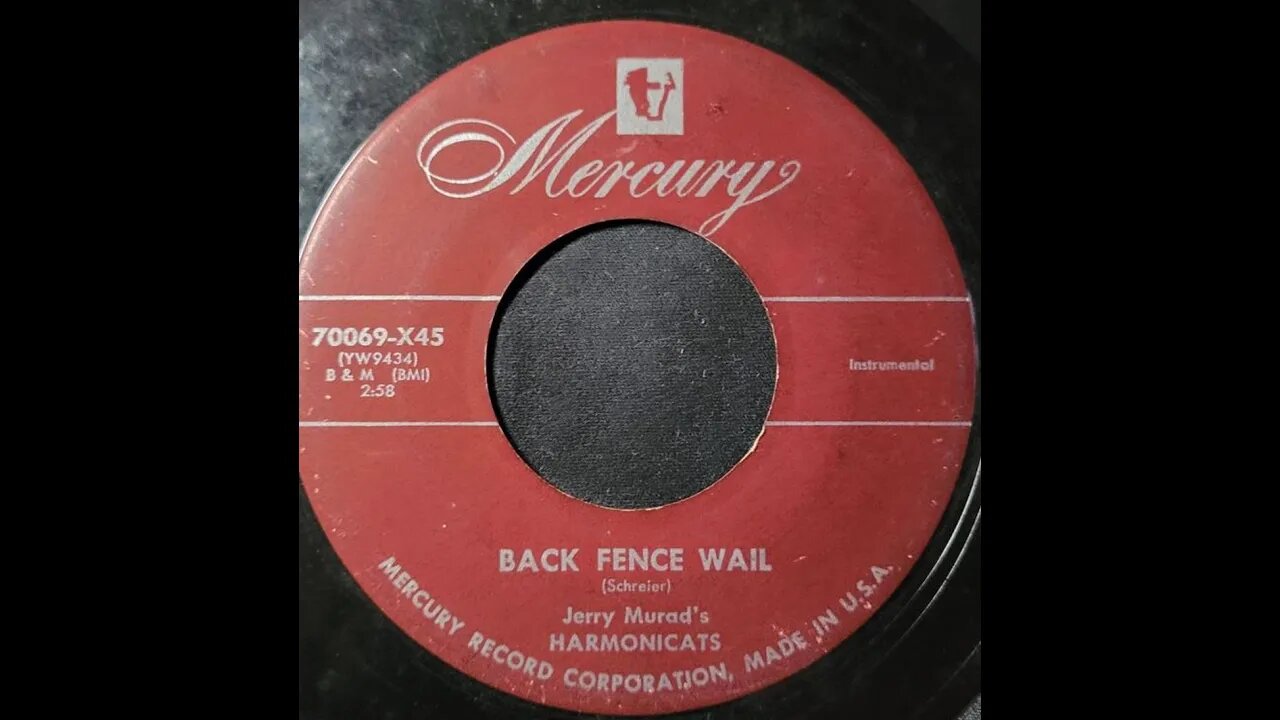 Mercury
70069-X45
(YW9434)
B & M (BMI)
2:58
Instrumental
BACK FENCE WAIL
(Schreier)
Jerry Murad's
HARMONICATS
MERCURY RECORD CORPORATION, MADE IN U.S.A.